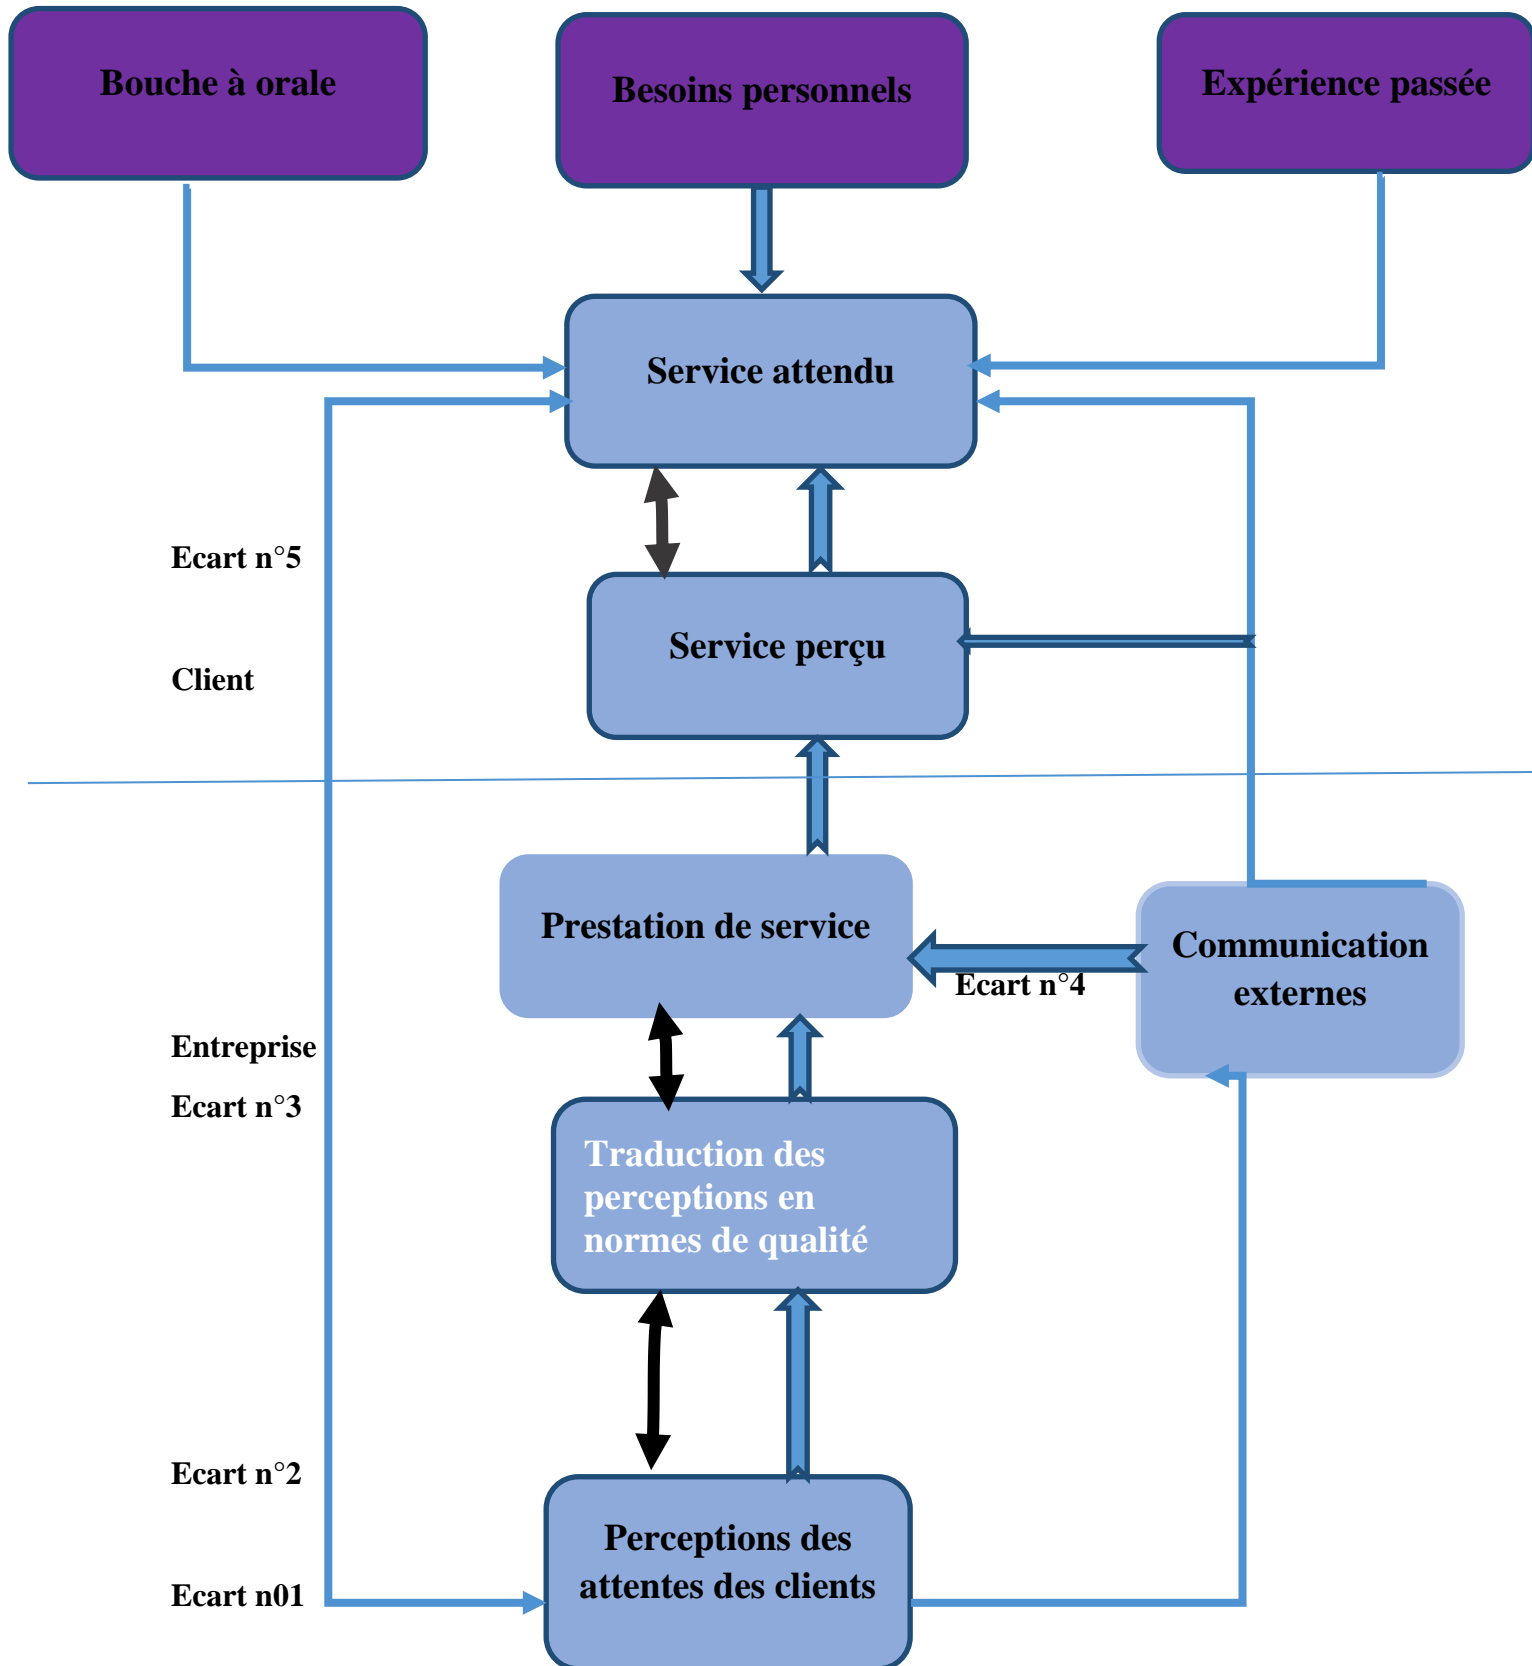 Bouche à orale
Besoins personnels
Expérience passée
Service attendu
Ecart n°5
Service perçu
Client
Prestation de service
Communication
externes
Ecart n°4
Entreprise
Ecart n°3
Traduction des
perceptions en
normes de qualité
Ecart n°2
Perceptions des
attentes des clients
Ecart n01